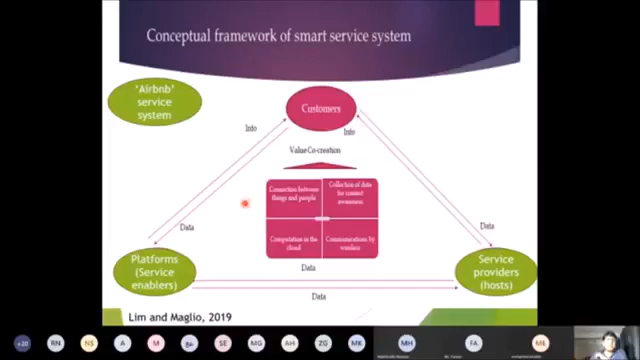 Conceptual framework of smart service system
'Airbnb'
service
system
Customers
Info
Info
Value Co-creation
Connection between
things and people
Collection of data
for context
awareness
Computation in the
cloud
Communications by
wireless
Data
Data
Platforms
(Service
enablers)
Service
providers
(hosts)
Data
Data
Lim and Maglio, 2019
+20
RN
NS
A
M
SE
MG
AH
ZG
MK
MH
FA
ME